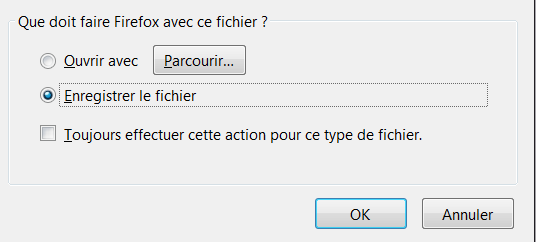 Que doit faire Firefox avec ce fichier ?
Ouvrir avec Parcourir...
Enregistrer le fichier
Toujours effectuer cette action pour ce type de fichier.
OK Annuler